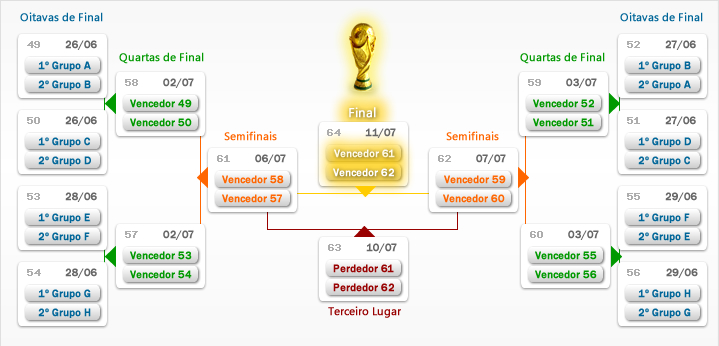 Oitavas de Final
49 26/06
1º Grupo A
2º Grupo B
50 26/06
1º Grupo C
2º Grupo D
53 28/06
1º Grupo E
2º Grupo F
54 28/06
1º Grupo G
2º Grupo H
Quartas de Final
58 02/07
Vencedor 49
Vencedor 50
57 02/07
Vencedor 53
Vencedor 54
Semifinais
61 06/07
Vencedor 58
Vencedor 57
Final
64 11/07
Vencedor 61
Vencedor 62
63 10/07
Perdedor 61
Perdedor 62
Terceiro Lugar
Semifinais
62 07/07
Vencedor 59
Vencedor 60
Quartas de Final
59 03/07
Vencedor 52
Vencedor 51
60 03/07
Vencedor 55
Vencedor 56
Oitavas de Final
52 27/06
1º Grupo B
2º Grupo A
51 27/06
1º Grupo D
2º Grupo C
55 29/06
1º Grupo F
2º Grupo E
56 29/06
1º Grupo H
2º Grupo G